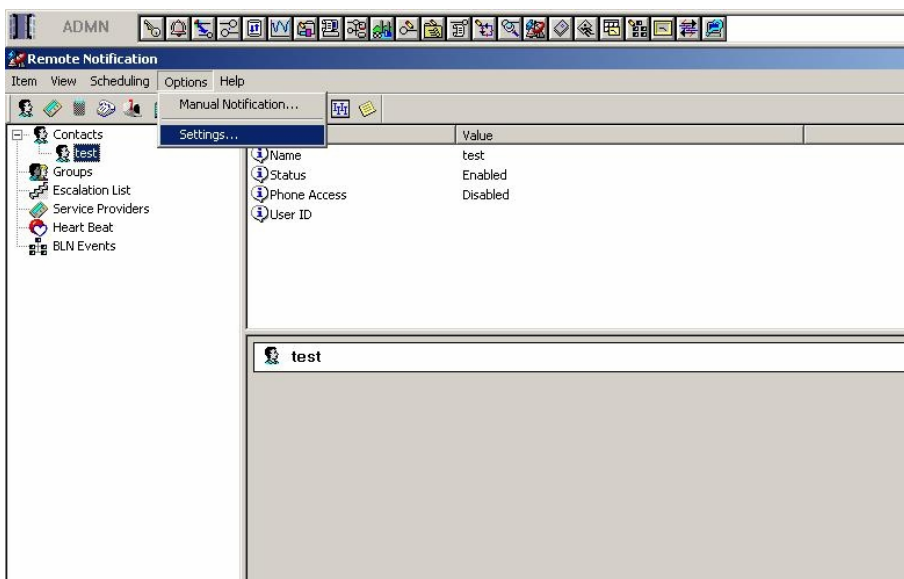 ADMN
Remote Notification
Item View Scheduling Options Help
Manual Notification...
Settings...
Contacts
test
Groups
Escalation List
Service Providers
Heart Beat
BLN Events
Value
Name test
Status Enabled
Phone Access Disabled
User ID
test